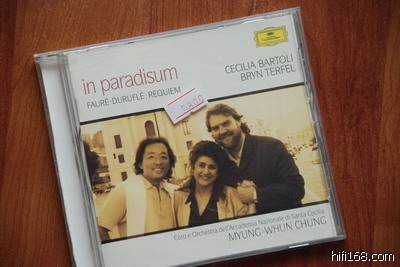 in paradisum
FAURÉ·DURUFLÉ: REQUIEM
CECILIA BARTOLI
BRYN TERFEL
Coro e Orchestra dell'Accademia Nazionale di Santa Cecilia
MYUNG-WHUN CHUNG
hifi168.com